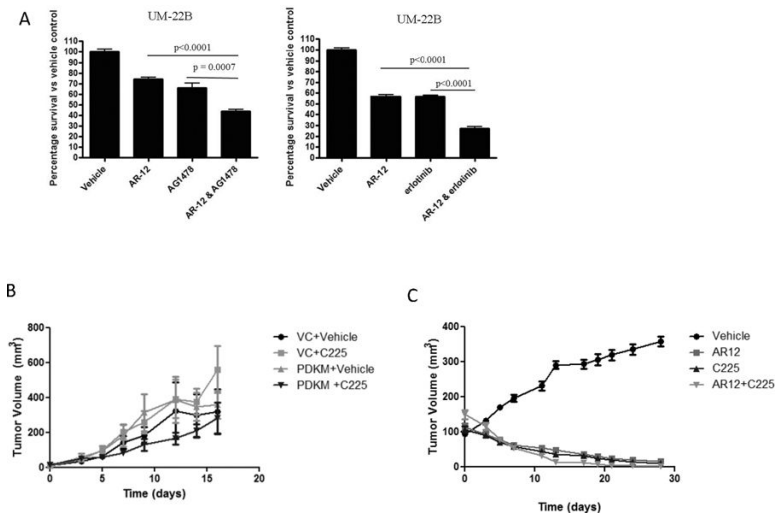 A
UM-22B
Percentage survival vs vehicle control
110
100
90
80
70
60
50
40
30
20
10
0
p<0.0001
p = 0.0007
Vehicle
AR-12
AG1478
AR-12 & AG1478
UM-22B
Percentage survival vs vehicle control
110
100
90
80
70
60
50
40
30
20
10
0
p<0.0001
p<0.0001
Vehicle
AR-12
erlotinib
AR-12 & erlotinib
B
Tumor Volume (mm3)
800
600
400
200
0
0 5 10 15 20
Time (days)
VC+Vehicle
VC+C225
PDKM+Vehicle
PDKM +C225
C
Tumor Volume (mm3)
400
300
200
100
0
0 10 20 30
Time (days)
Vehicle
AR12
C225
AR12+C225